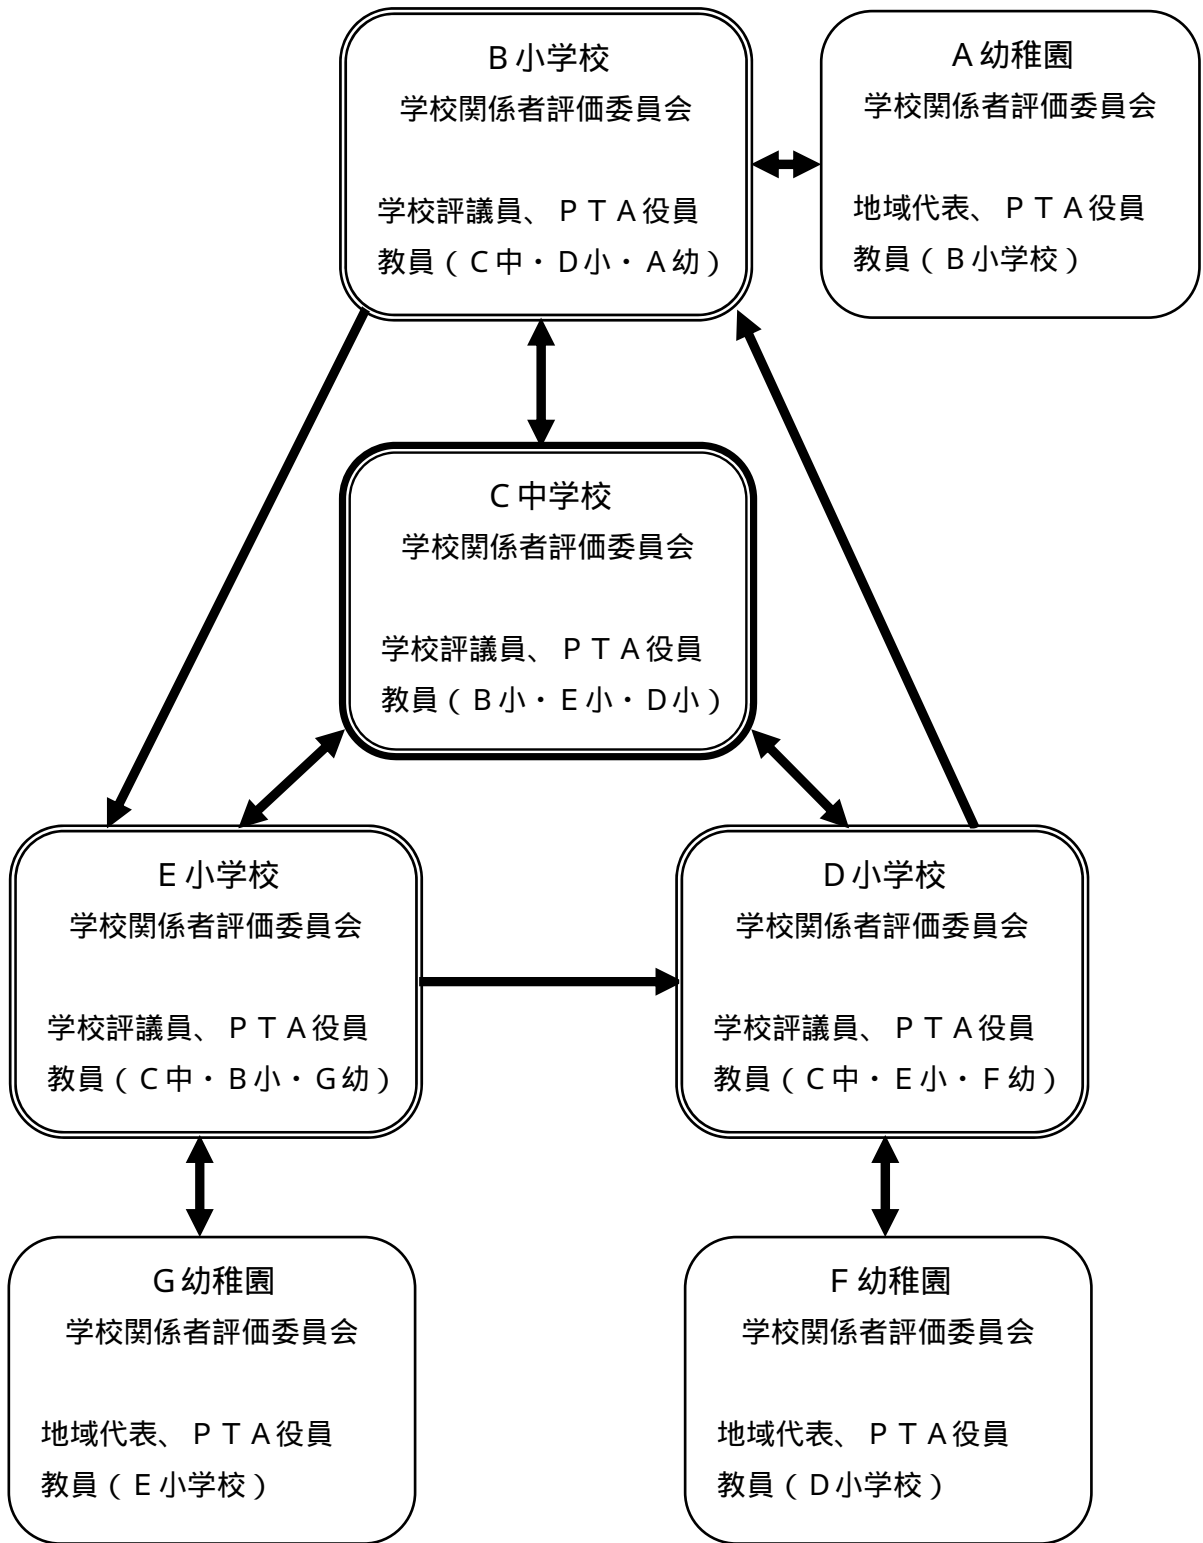 B小学校
学校関係者評価委員会
学校評議員、PTA役員
教員(C中・D小・A幼)
A幼稚園
学校関係者評価委員会
地域代表、PTA役員
教員(B小学校)
C中学校
学校関係者評価委員会
学校評議員、PTA役員
教員(B小・E小・D小)
E小学校
学校関係者評価委員会
学校評議員、PTA役員
教員(C中・B小・G幼)
D小学校
学校関係者評価委員会
学校評議員、PTA役員
教員(C中・E小・F幼)
G幼稚園
学校関係者評価委員会
地域代表、PTA役員
教員(E小学校)
F幼稚園
学校関係者評価委員会
地域代表、PTA役員
教員(D小学校)